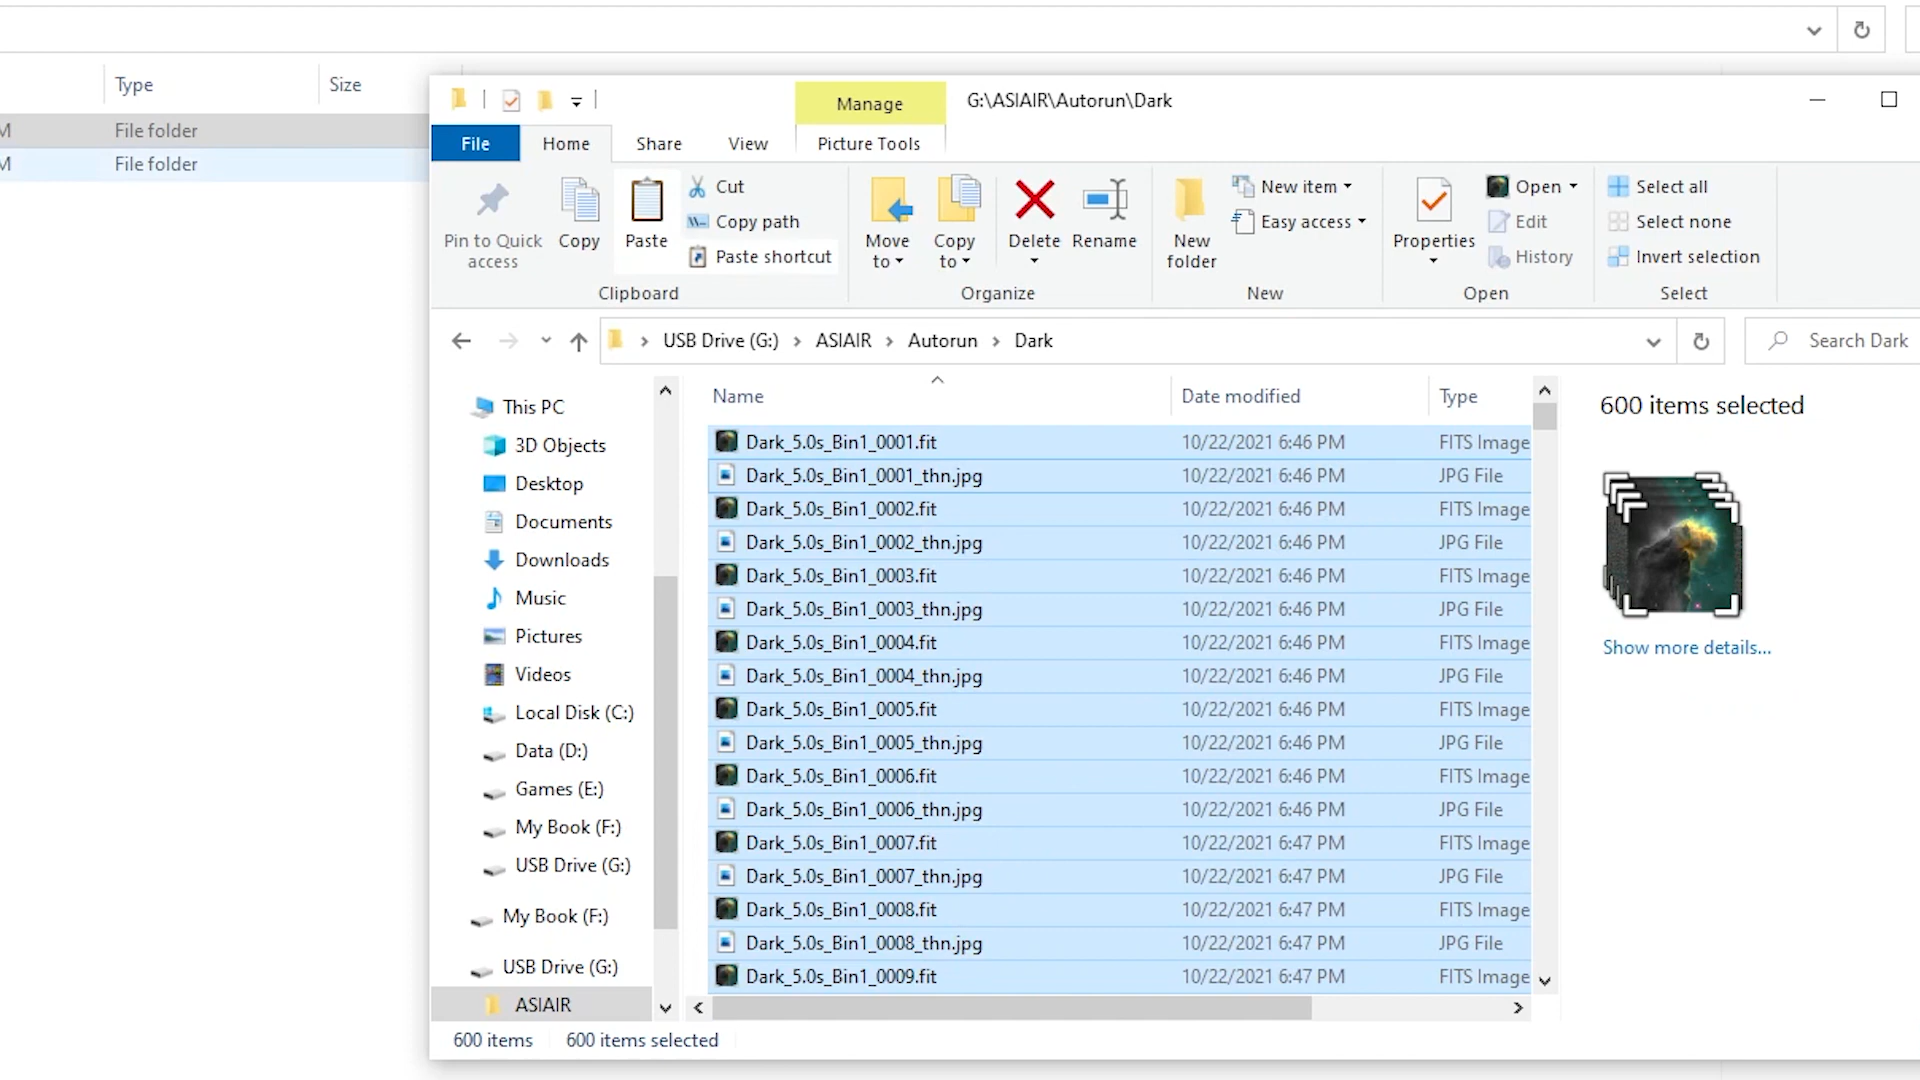 Type Size
M File folder
M File folder
Manage G:\ASIAIR\Autorun\Dark
File Home Share View Picture Tools
Pin to Quick access
Copy
Paste
Cut
Copy path
Paste shortcut
Clipboard
Move to
Copy to
Delete
Rename
Organize
New folder
New item
Easy access
New
Properties
Open
Edit
History
Open
Select all
Select none
Invert selection
Select
USB Drive (G:) ASIAIR Autorun Dark
Search Dark
This PC
3D Objects
Desktop
Documents
Downloads
Music
Pictures
Videos
Local Disk (C:)
Data (D:)
Games (E:)
My Book (F:)
USB Drive (G:)
My Book (F:)
USB Drive (G:)
ASIAIR
Name Date modified Type
Dark_5.0s_Bin1_0001.fit 10/22/2021 6:46 PM FITS Image
Dark_5.0s_Bin1_0001_thn.jpg 10/22/2021 6:46 PM JPG File
Dark_5.0s_Bin1_0002.fit 10/22/2021 6:46 PM FITS Image
Dark_5.0s_Bin1_0002_thn.jpg 10/22/2021 6:46 PM JPG File
Dark_5.0s_Bin1_0003.fit 10/22/2021 6:46 PM FITS Image
Dark_5.0s_Bin1_0003_thn.jpg 10/22/2021 6:46 PM JPG File
Dark_5.0s_Bin1_0004.fit 10/22/2021 6:46 PM FITS Image
Dark_5.0s_Bin1_0004_thn.jpg 10/22/2021 6:46 PM JPG File
Dark_5.0s_Bin1_0005.fit 10/22/2021 6:46 PM FITS Image
Dark_5.0s_Bin1_0005_thn.jpg 10/22/2021 6:46 PM JPG File
Dark_5.0s_Bin1_0006.fit 10/22/2021 6:46 PM FITS Image
Dark_5.0s_Bin1_0006_thn.jpg 10/22/2021 6:46 PM JPG File
Dark_5.0s_Bin1_0007.fit 10/22/2021 6:47 PM FITS Image
Dark_5.0s_Bin1_0007_thn.jpg 10/22/2021 6:47 PM JPG File
Dark_5.0s_Bin1_0008.fit 10/22/2021 6:47 PM FITS Image
Dark_5.0s_Bin1_0008_thn.jpg 10/22/2021 6:47 PM JPG File
Dark_5.0s_Bin1_0009.fit 10/22/2021 6:47 PM FITS Image
600 items selected
Show more details...
600 items 600 items selected